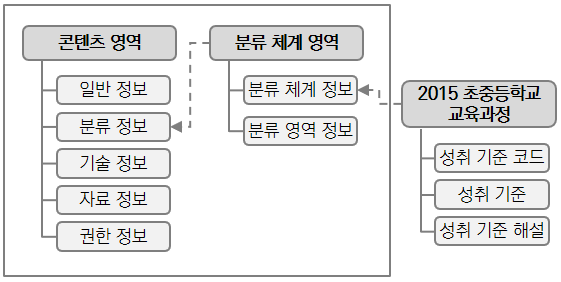 콘텐츠 영역
일반 정보
분류 정보
기술 정보
자료 정보
권한 정보
분류 체계 영역
분류 체계 정보
분류 영역 정보
2015 초중등학교
교육과정
성취 기준 코드
성취 기준
성취 기준 해설